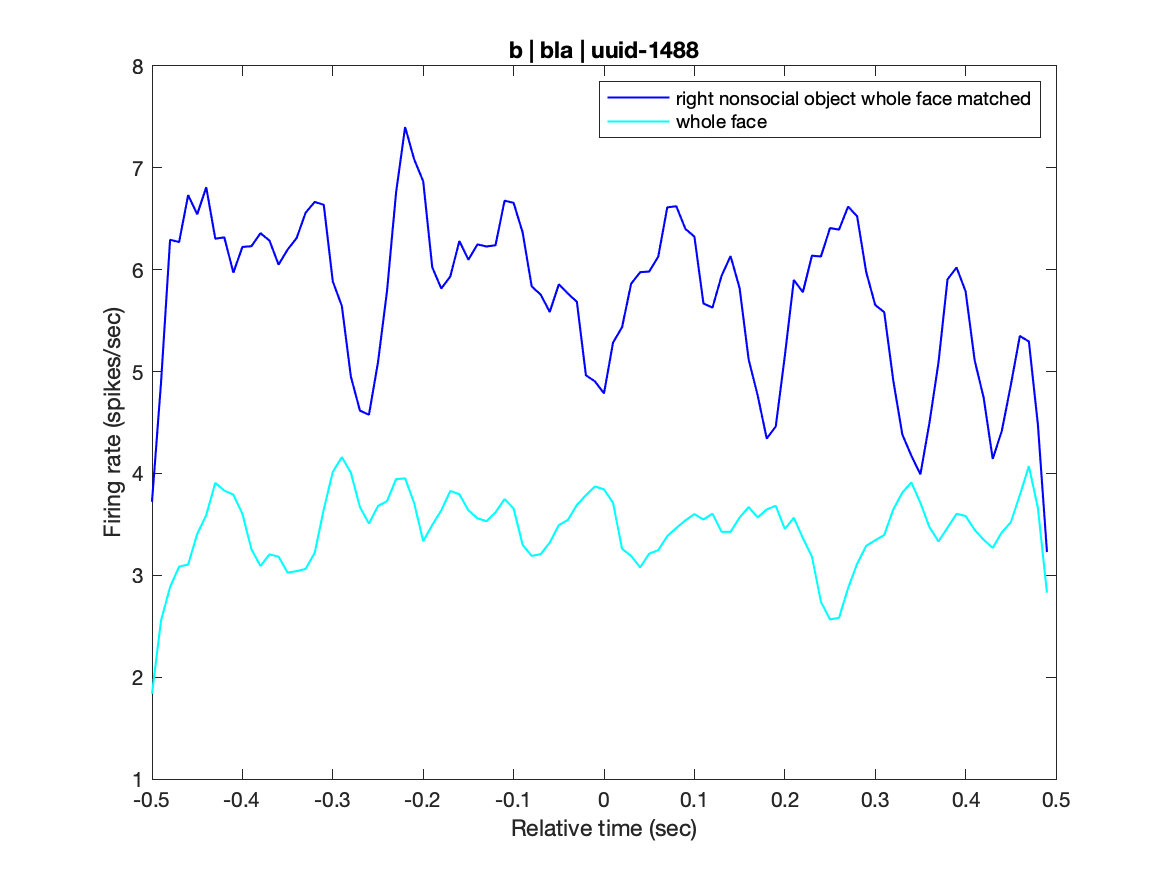 b | bla | uuid-1488
right nonsocial object whole face matched
whole face
Firing rate (spikes/sec)
8
7
6
5
4
3
2
1
-0.5 -0.4 -0.3 -0.2 -0.1 0 0.1 0.2 0.3 0.4 0.5
Relative time (sec)